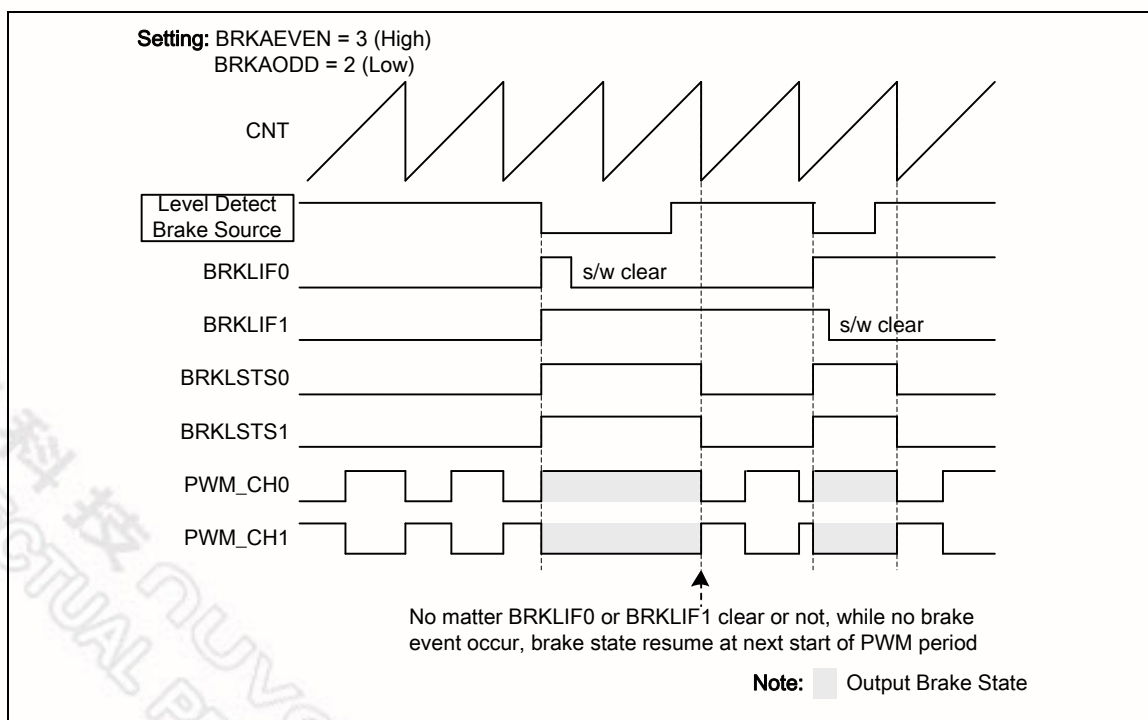 Setting: BRKAEVEN = 3 (High)
BRKAODD = 2 (Low)
CNT
Level Detect
Brake Source
BRKLIF0
s/w clear
BRKLIF1
s/w clear
BRKLSTS0
BRKLSTS1
PWM_CH0
PWM_CH1
No matter BRKLIF0 or BRKLIF1 clear or not, while no brake
event occur, brake state resume at next start of PWM period
Note: Output Brake State
科技